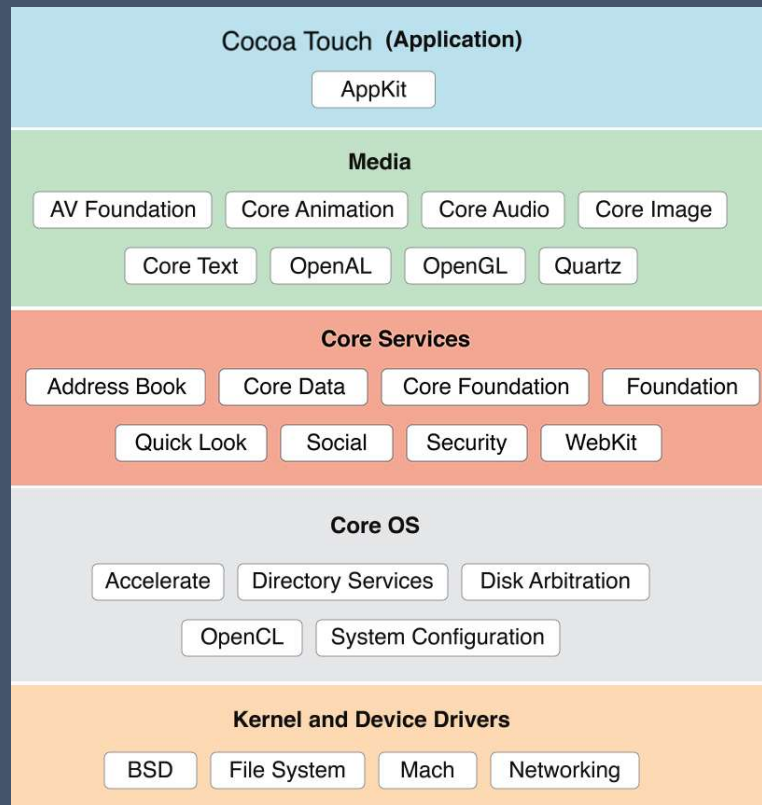 Cocoa Touch (Application)
AppKit
Media
AV Foundation Core Animation Core Audio Core Image
Core Text OpenAL OpenGL Quartz
Core Services
Address Book Core Data Core Foundation Foundation
Quick Look Social Security WebKit
Core OS
Accelerate Directory Services Disk Arbitration
OpenCL System Configuration
Kernel and Device Drivers
BSD File System Mach Networking